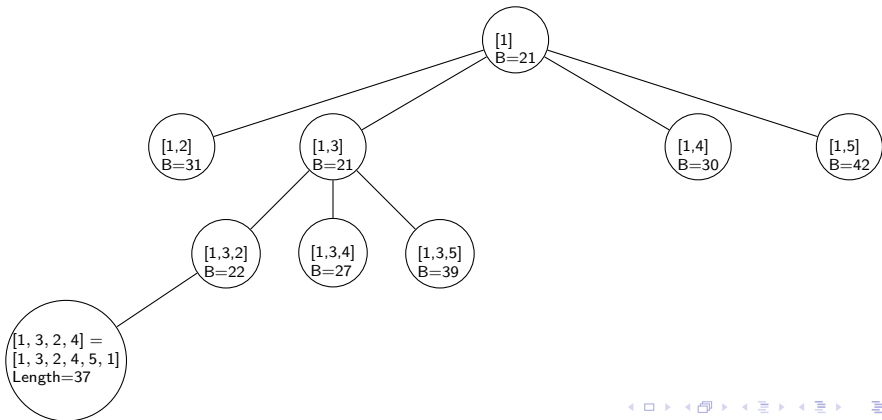 [1]
B=21
[1,2]
B=31
[1,3]
B=21
[1,4]
B=30
[1,5]
B=42
[1,3,2]
B=22
[1,3,4]
B=27
[1,3,5]
B=39
[1, 3, 2, 4] =
[1, 3, 2, 4, 5, 1]
Length=37